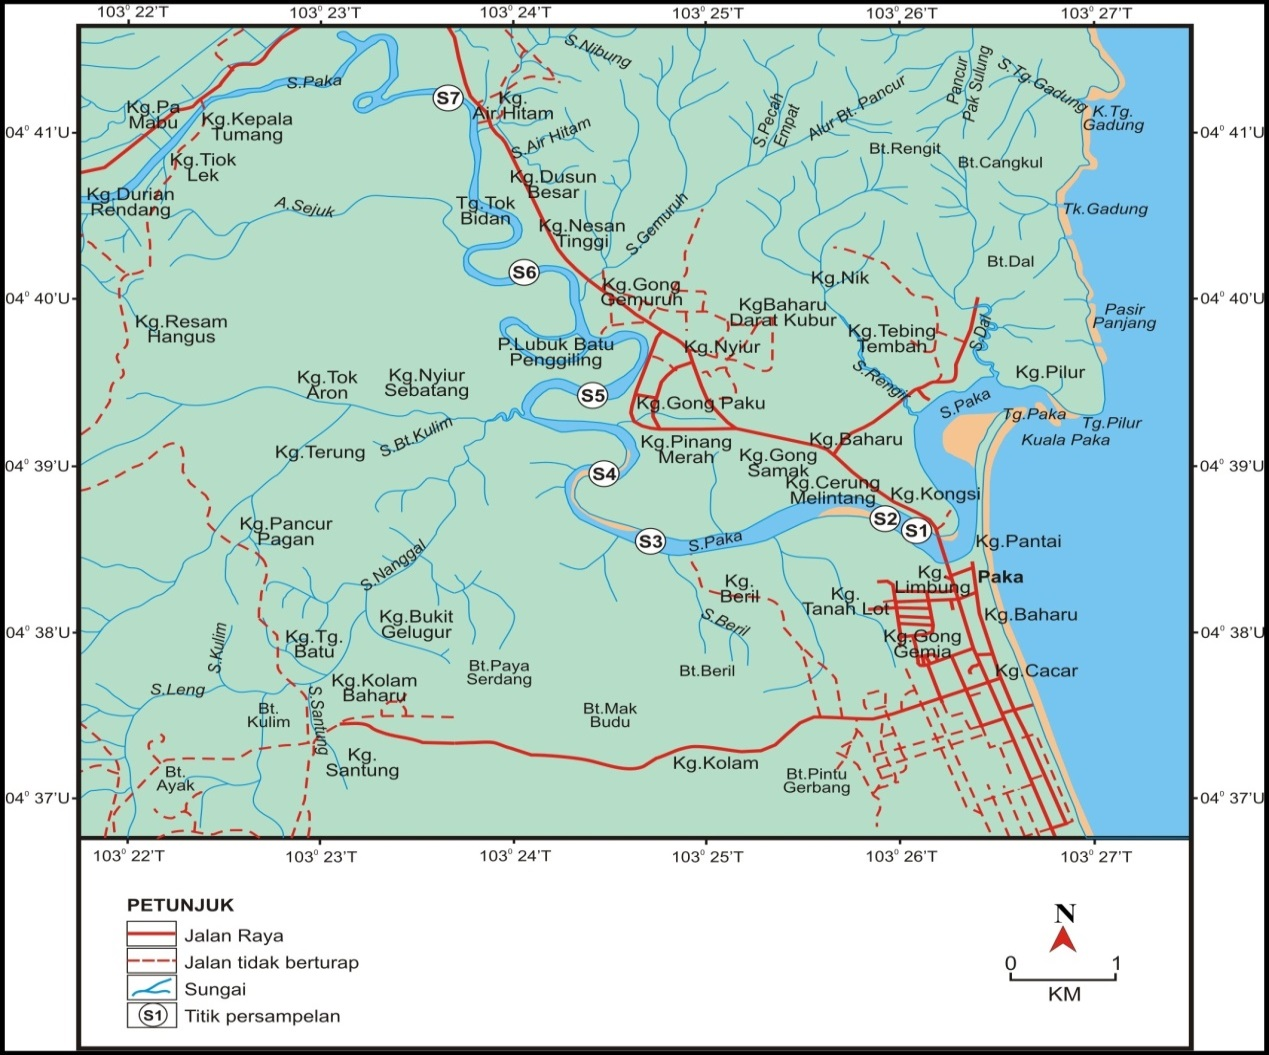 103°22'T 103°23'T 103°24'T 103°25'T 103°26'T 103°27'T
S.Nibung
S.Paka
S7
Kg.
Air Hitam
Kg.Pa
Mabu
Kg.Kepala
Tumang
S.Pecah
Empat
Alur Bt. Pancur
Pancur
Pak Sulung
S.Tg.Gadung
K.Tg.
Gadung
04°41'U
04°41'U
S.Air Hitam
Bt.Rengit
Bt.Cangkul
Kg.Tiok
Lek
Kg.Dusun
Besar
Kg.Durian
Rendang
A.Sejuk
Tg.Tok
Bidan
Tk.Gadung
Kg.Nesan
Tinggi
S.Gemuruh
S6
Bt.Dal
Kg.Nik
Kg.Gong
Gemuruh
04°40'U
04°40'U
KgBaharu
Darat Kubur
Pasir
Panjang
Kg.Resam
Hangus
Kg.Tebing
Tembah
S.Dal
P.Lubuk Batu
Penggiling
Kg.Nyiur
Kg.Tok
Aron
Kg.Nyiur
Sebatang
S.Rengit
Kg.Pilur
S5
Kg.Gong Paku
S.Paka
Tg.Paka
Tg.Pilur
Kuala Paka
S.Bt.Kulim
Kg.Terung
Kg.Pinang
Merah
Kg.Baharu
04°39'U
04°39'U
Kg.Gong
Samak
S4
Kg.Cerung
Melintang
Kg.Kongsi
Kg.Pancur
Pagan
S2
S1
S3
S.Paka
Kg.Pantai
S.Nanggal
Kg.
Limbung
Paka
Kg.
Beril
Kg.
Tanah Lot
Kg.Bukit
Gelugur
S.Beril
Kg.Baharu
04°38'U
04°38'U
S.Kulim
Kg.Tg.
Batu
Kg.Gong
Gemia
Bt.Paya
Serdang
Bt.Beril
Kg.Cacar
S.Leng
Kg.Kolam
Baharu
Bt.
Kulim
S.Santung
Bt.Mak
Budu
Kg.
Santung
Kg.Kolam
Bt.
Ayak
Bt.Pintu
Gerbang
04°37'U
04°37'U
103°22'T 103°23'T 103°24'T 103°25'T 103°26'T 103°27'T
PETUNJUK
Jalan Raya
Jalan tidak berturap
Sungai
S1 Titik persampelan
N
0 1
KM